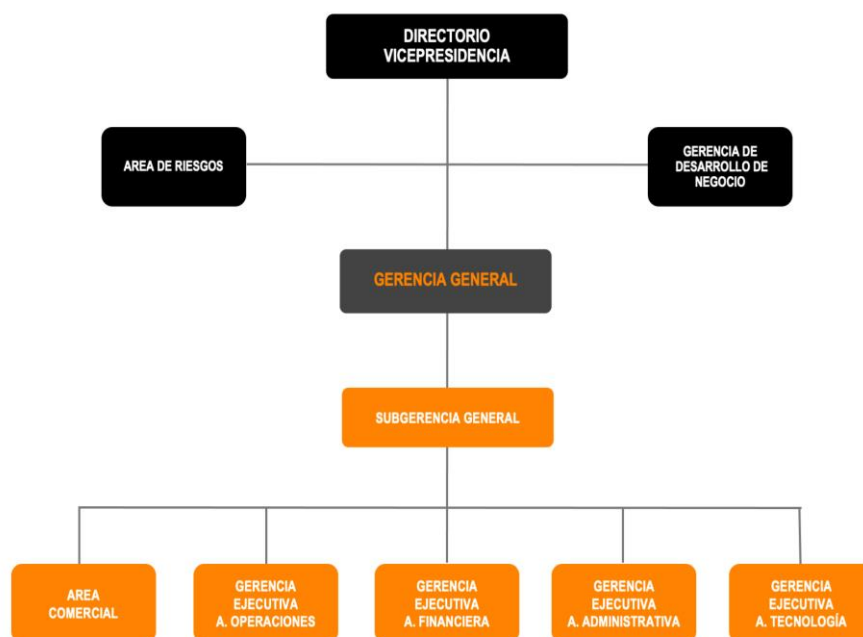 DIRECTORIO
VICEPRESIDENCIA
AREA DE RIESGOS
GERENCIA DE
DESARROLLO DE
NEGOCIO
GERENCIA GENERAL
SUBGERENCIA GENERAL
AREA
COMERCIAL
GERENCIA
EJECUTIVA
A. OPERACIONES
GERENCIA
EJECUTIVA
A. FINANCIERA
GERENCIA
EJECUTIVA
A. ADMINISTRATIVA
GERENCIA
EJECUTIVA
A. TECNOLOGÍA